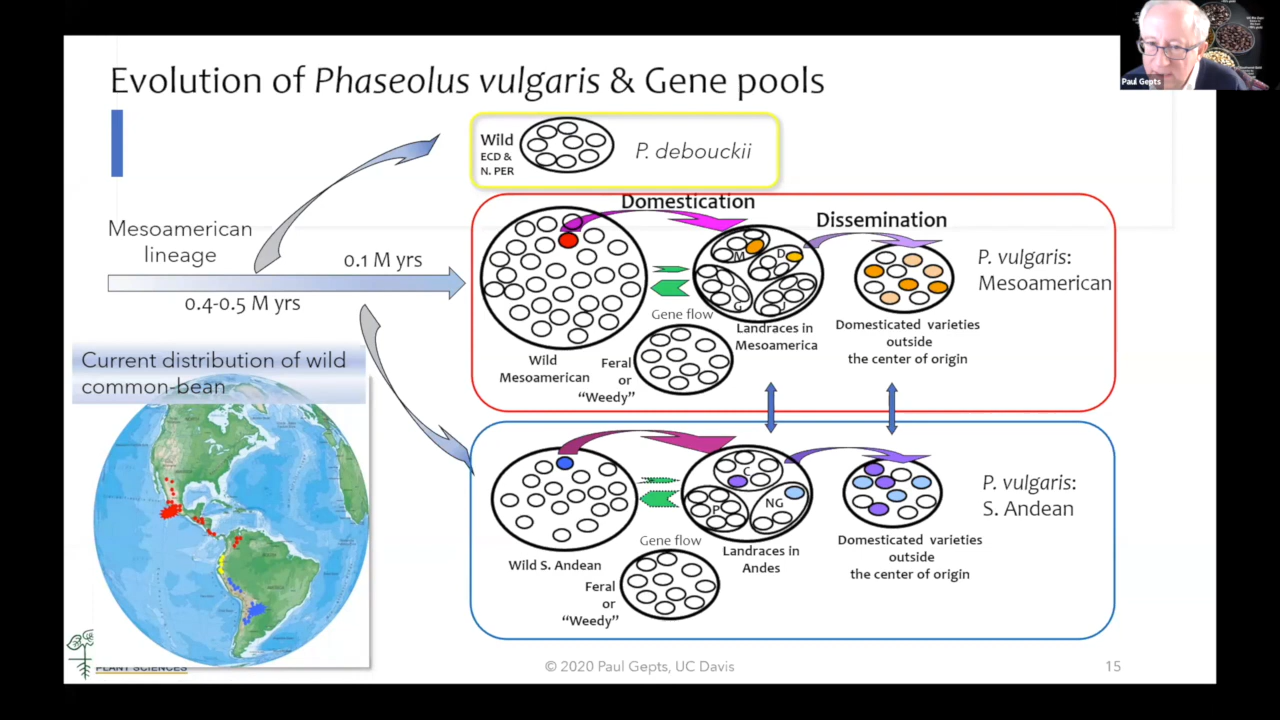 Paul Gepts
Evolution of Phaseolus vulgaris & Gene pools
Wild
ECD &
N. PER
P. debouckii
Mesoamerican
lineage
0.1 M yrs
0.4-0.5 M yrs
Domestication
Dissemination
M
D
G
J
P. vulgaris:
Mesoamerican
Gene flow
Landraces in
Mesoamerica
Domesticated varieties
outside
the center of origin
Wild
Mesoamerican
Feral
or
“Weedy”
Current distribution of wild
common-bean
C
P
NG
P. vulgaris:
S. Andean
Gene flow
Landraces in
Andes
Domesticated varieties
outside
the center of origin
Wild S. Andean
Feral
or
“Weedy”
PLANT SCIENCES
© 2020 Paul Gepts, UC Davis
15